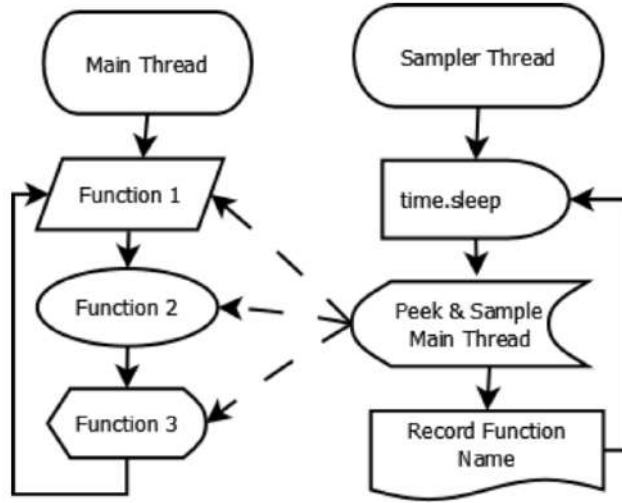 Main Thread
Function 1
Function 2
Function 3
Sampler Thread
time.sleep
Peek & Sample
Main Thread
Record Function
Name